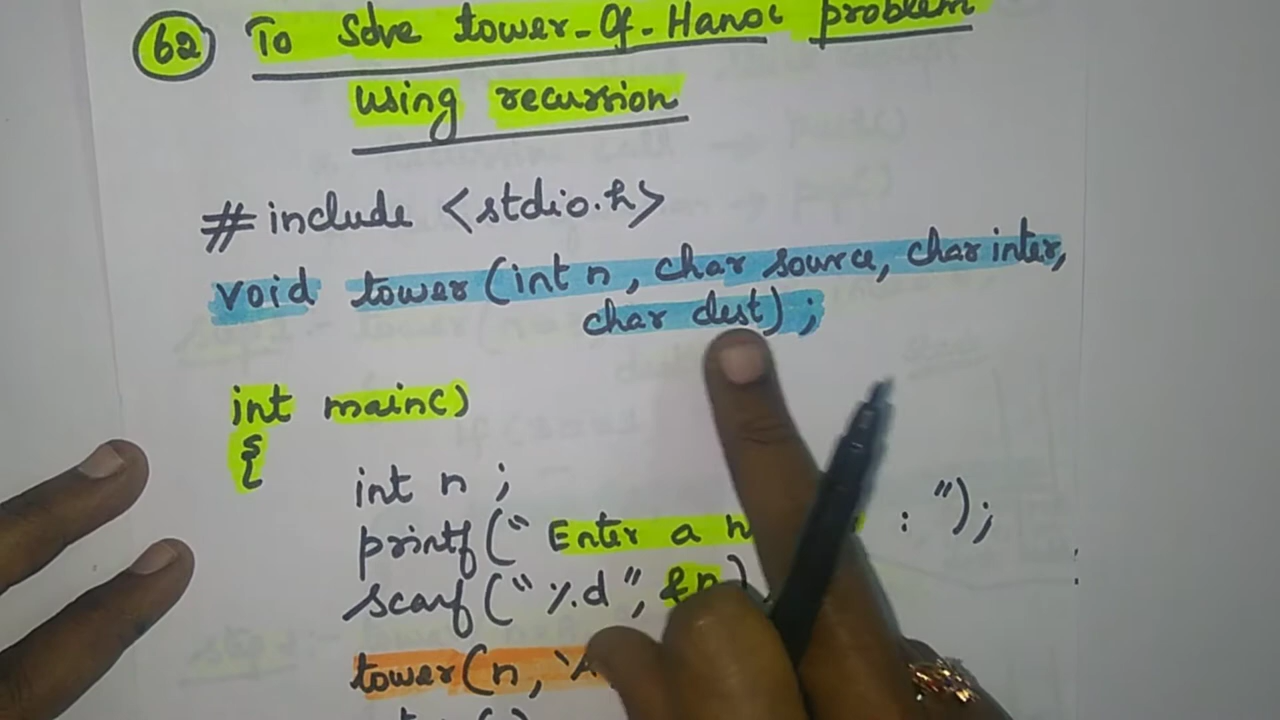 62 To solve tower-Of-Hanoi problem
using recursion
#include <stdio.h>
void tower(int n, char source, char inter,
char dest);
int main()
{
int n;
printf("Enter a : ");
scanf("%d", &n)
tower(n, 'A